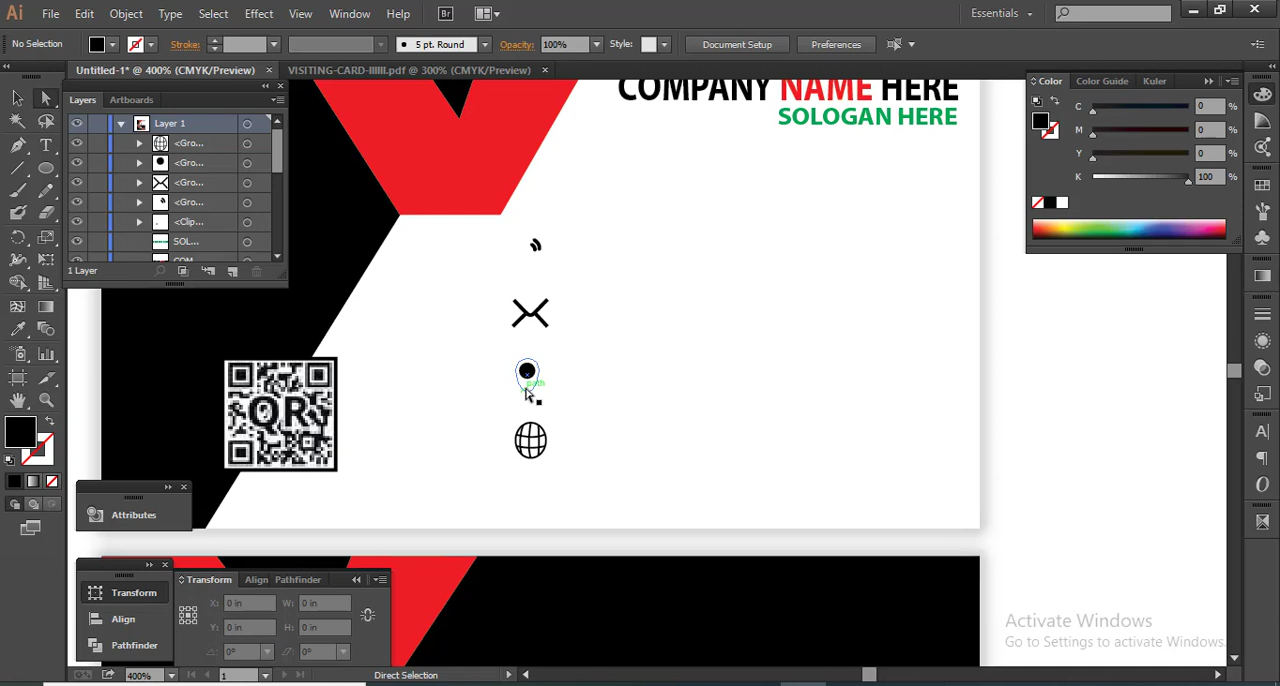 Ai File Edit Object Type Select Effect View Window Help Br Essentials
No Selection Stroke: 5 pt. Round Opacity: 100% Style: Document Setup Preferences
Untitled-1* @ 400% (CMYK/Preview) × VISITING-CARD-IIIIII.pdf @ 300% (CMYK/Preview) ×
Layers Artboards
Layer 1
<Gro...
<Gro...
<Gro...
<Gro...
<Clip...
SOL...
COM...
1 Layer
COMPANY NAME HERE
SOLOGAN HERE
path
QR
Color Color Guide Kuler
C 0 %
M 0 %
Y 0 %
K 100 %
Attributes
Transform
Align
Pathfinder
Transform Align Pathfinder
X: 0 in W: 0 in
Y: 0 in H: 0 in
0° 0°
Activate Windows
Go to Settings to activate Windows.
400% 1 Direct Selection